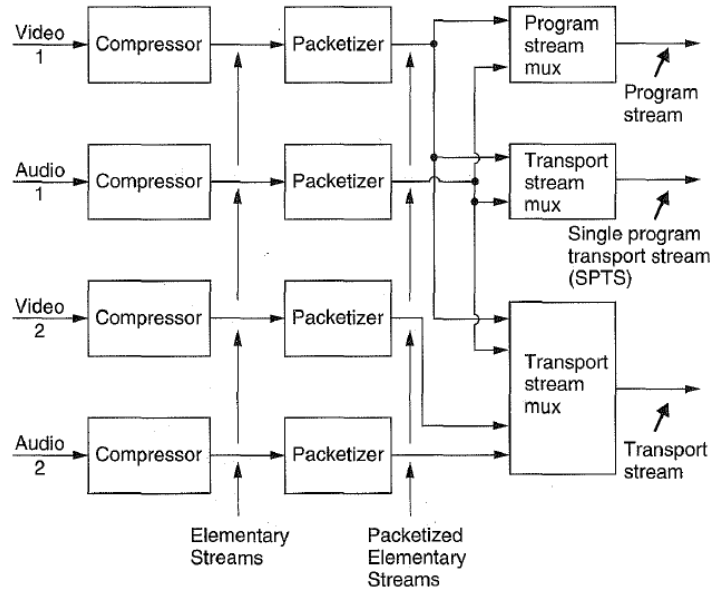 Video
1
Compressor
Packetizer
Program
stream
mux
Program
stream
Audio
1
Compressor
Packetizer
Transport
stream
mux
Single program
transport stream
(SPTS)
Video
2
Compressor
Packetizer
Transport
stream
mux
Audio
2
Compressor
Packetizer
Transport
stream
Elementary
Streams
Packetized
Elementary
Streams